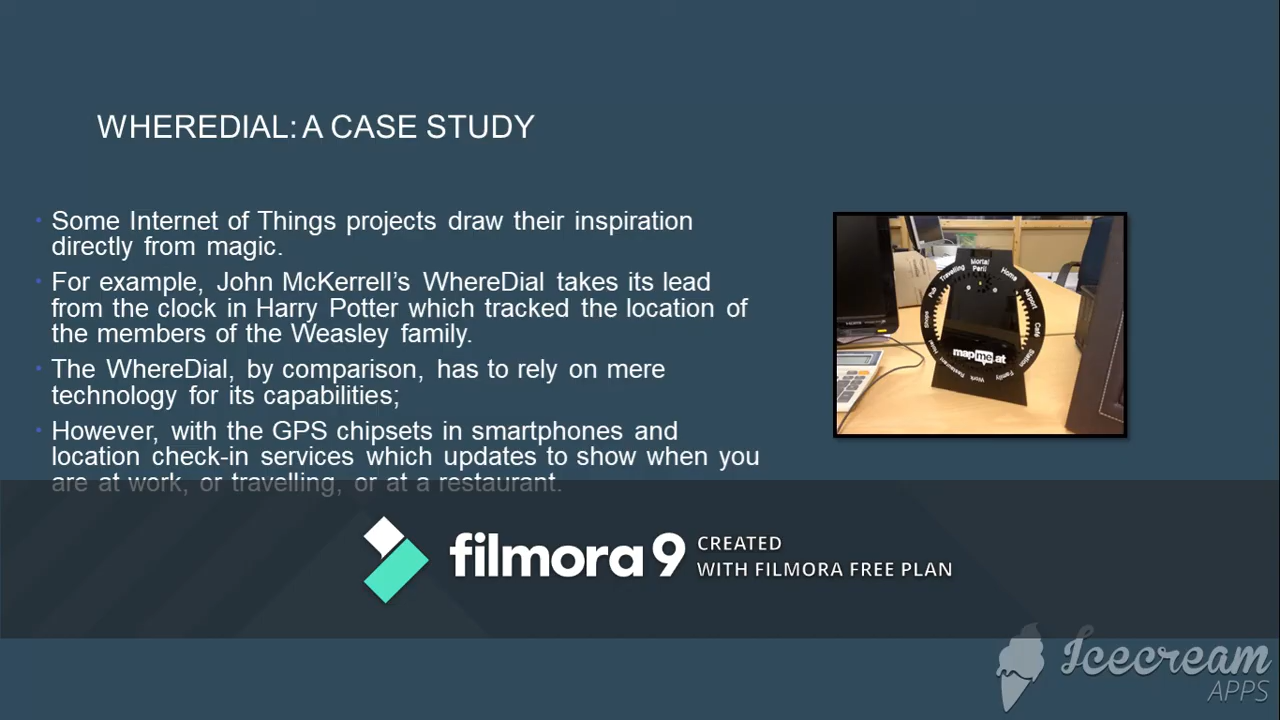 WHEREDIAL: A CASE STUDY
• Some Internet of Things projects draw their inspiration
directly from magic.
• For example, John McKerrell’s WhereDial takes its lead
from the clock in Harry Potter which tracked the location of
the members of the Weasley family.
• The WhereDial, by comparison, has to rely on mere
technology for its capabilities;
• However, with the GPS chipsets in smartphones and
location check-in services which updates to show when you
are at work, or travelling, or at a restaurant.
Mortal
Peril
Home
Airport
Café
Station
Family
Work
Restaurant
Hotel
Shops
Pub
Travelling
mapme.at
filmora9
CREATED
WITH FILMORA FREE PLAN
Icecream
APPS